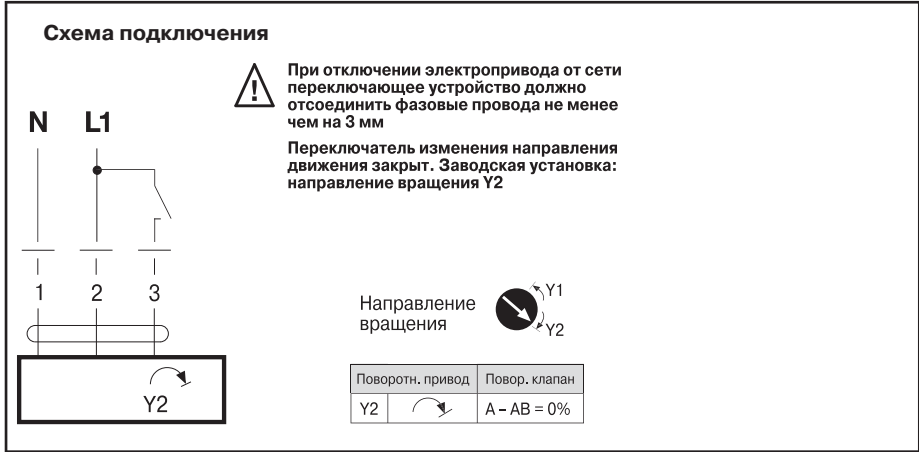 Схема подключения
При отключении электропривода от сети
переключающее устройство должно
отсоединить фазовые провода не менее
чем на 3 мм
Переключатель изменения направления
движения закрыт. Заводская установка:
направление вращения Y2
N L1
1 2 3
Y2
Направление
вращения
Y1
Y2
Поворотн. привод Повор. клапан
Y2 A – AB = 0%